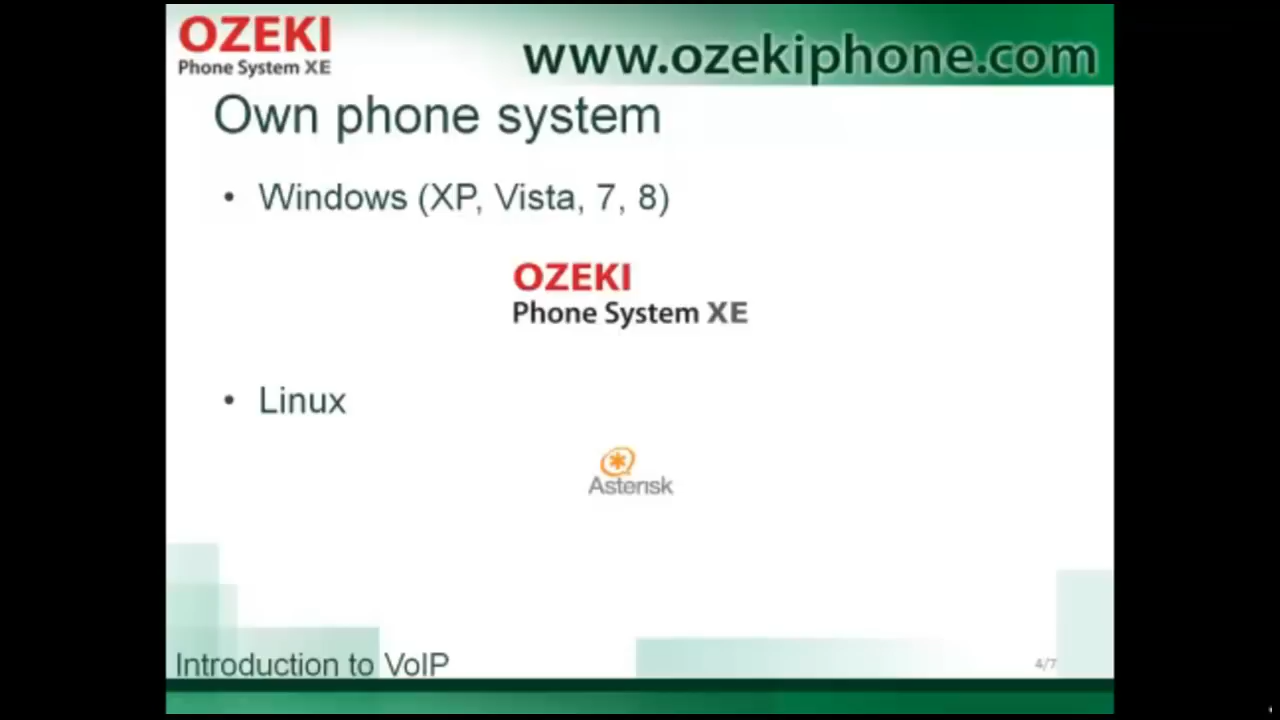 OZEKI
Phone System XE
www.ozekiphone.com
Own phone system
• Windows (XP, Vista, 7, 8)
OZEKI
Phone System XE
• Linux
Asterisk
Introduction to VoIP
4/7